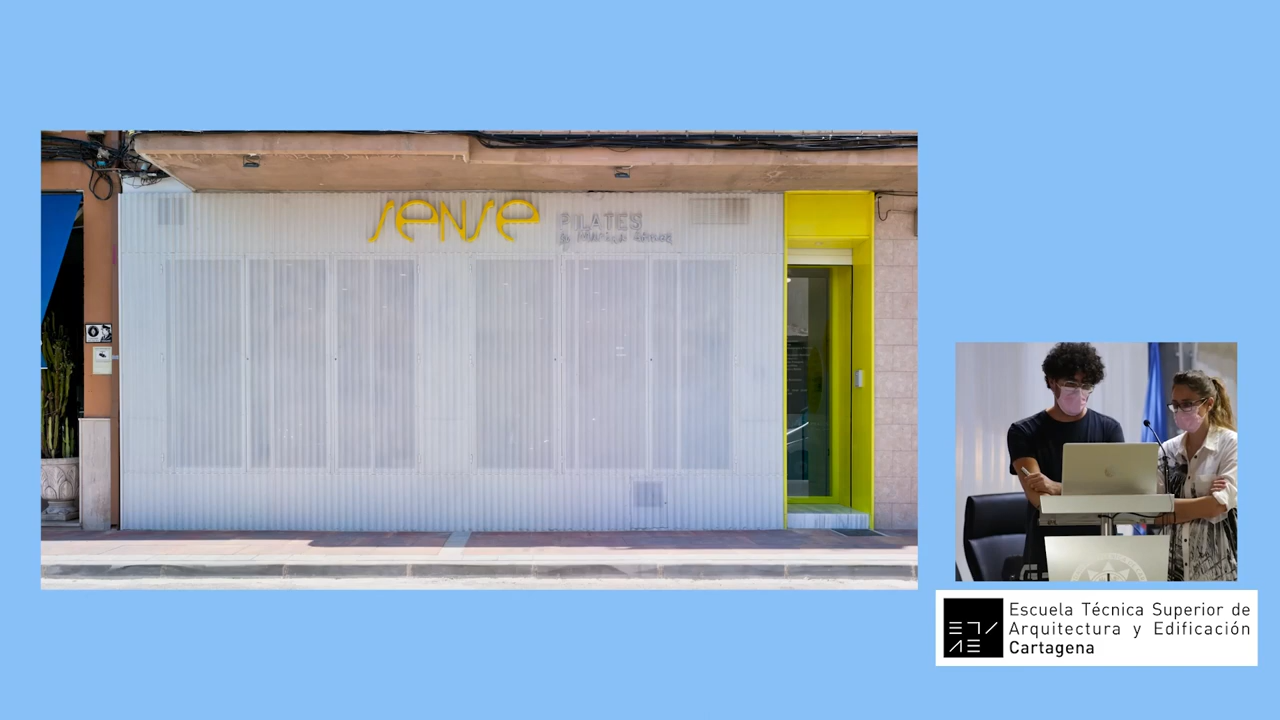 sense
PILATES
Escuela Técnica Superior de
Arquitectura y Edificación
Cartagena